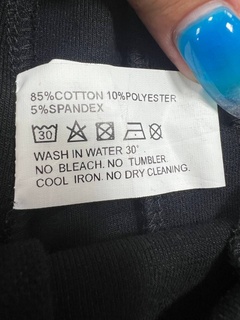 85%COTTON 10%POLYESTER
5%SPANDEX
30
WASH IN WATER 30°
NO BLEACH. NO TUMBLER.
COOL IRON. NO DRY CLEANING.